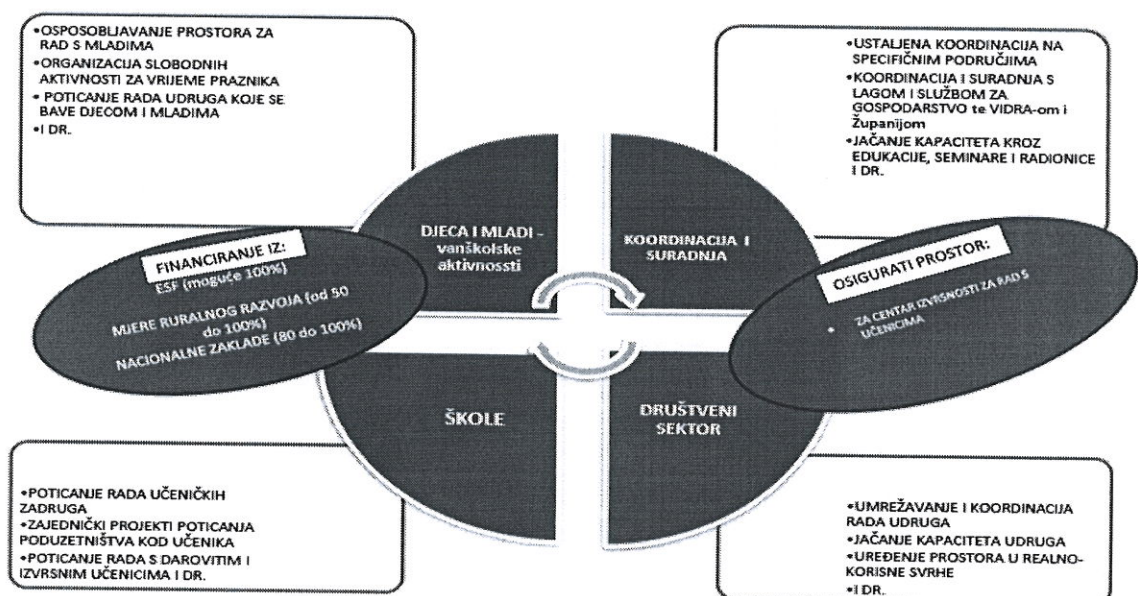 •OSPOSOBLJAVANJE PROSTORA ZA
RAD S MLADIMA
•ORGANIZACIJA SLOBODNIH
AKTIVNOSTI ZA VRIJEME PRAZNIKA
• POTICANJE RADA UDRUGA KOJE SE
BAVE DJECOM I MLADIMA
•I DR.
•USTALJENA KOORDINACIJA NA
SPECIFIČNIM PODRUČJIMA
•KOORDINACIJA I SURADNJA S
LAGOM I SLUŽBOM ZA
GOSPODARSTVO te VIDRA-om i
Županijom
•JAČANJE KAPACITETA KROZ
EDUKACIJE, SEMINARE I RADIONICE
I DR.
DJECA I MLADI -
vanškolske
aktivnossti
KOORDINACIJA I
SURADNJA
FINANCIRANJE IZ:
ESF (moguće 100%)
MJERE RURALNOG RAZVOJA (od 50
do 100%)
NACIONALNE ZAKLADE (80 do 100%)
OSIGURATI PROSTOR:
• ZA CENTAR IZVRSNOSTI ZA RAD S
UČENICIMA
ŠKOLE
DRUŠTVENI
SEKTOR
•POTICANJE RADA UČENIČKIH
ZADRUGA
•ZAJEDNIČKI PROJEKTI POTICANJA
PODUZETNIŠTVA KOD UČENIKA
•POTICANJE RADA S DAROVITIM I
IZVRSNIM UČENICIMA I DR.
•UMREŽAVANJE I KOORDINACIJA
RADA UDRUGA
•JAČANJE KAPACITETA UDRUGA
•UREĐENJE PROSTORA U REALNO-
KORISNE SVRHE
•I DR.